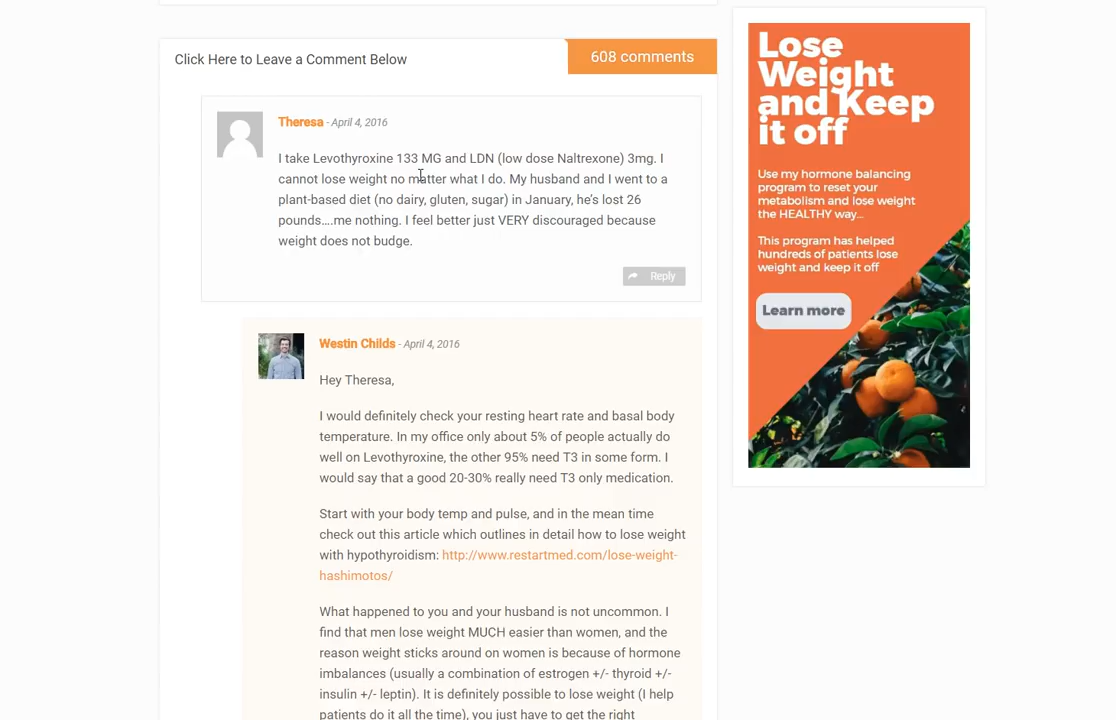 Click Here to Leave a Comment Below
608 comments
Theresa - April 4, 2016
I take Levothyroxine 133 MG and LDN (low dose Naltrexone) 3mg. I
cannot lose weight no matter what I do. My husband and I went to a
plant-based diet (no dairy, gluten, sugar) in January, he's lost 26
pounds....me nothing. I feel better just VERY discouraged because
weight does not budge.
Reply
Westin Childs - April 4, 2016
Hey Theresa,
I would definitely check your resting heart rate and basal body
temperature. In my office only about 5% of people actually do
well on Levothyroxine, the other 95% need T3 in some form. I
would say that a good 20-30% really need T3 only medication.
Start with your body temp and pulse, and in the mean time
check out this article which outlines in detail how to lose weight
with hypothyroidism: http://www.restartmed.com/lose-weight-
hashimotos/
What happened to you and your husband is not uncommon. I
find that men lose weight MUCH easier than women, and the
reason weight sticks around on women is because of hormone
imbalances (usually a combination of estrogen +/- thyroid +/-
insulin +/- leptin). It is definitely possible to lose weight (I help
patients do it all the time), you just have to get the right
Lose
Weight
and Keep
it off
Use my hormone balancing
program to reset your
metabolism and lose weight
the HEALTHY way...
This program has helped
hundreds of patients lose
weight and keep it off
Learn more